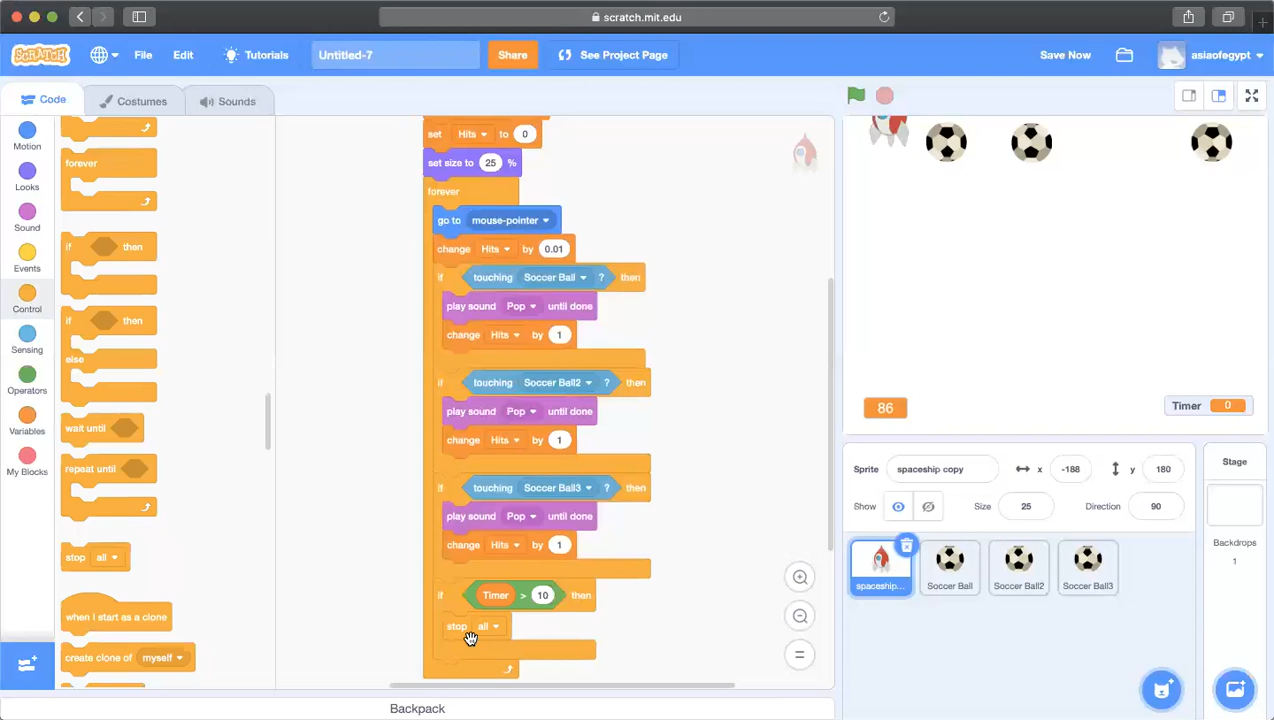 scratch.mit.edu
SCRATCH
File
Edit
Tutorials
Untitled-7
Share
See Project Page
Save Now
asiaofegypt
Code
Costumes
Sounds
Motion
Looks
Sound
Events
Control
Sensing
Operators
Variables
My Blocks
forever
if then
if then
else
wait until
repeat until
stop all
when I start as a clone
create clone of myself
set Hits to 0
set size to 25 %
forever
go to mouse-pointer
change Hits by 0.01
if touching Soccer Ball ? then
play sound Pop until done
change Hits by 1
if touching Soccer Ball2 ? then
play sound Pop until done
change Hits by 1
if touching Soccer Ball3 ? then
play sound Pop until done
change Hits by 1
if Timer > 10 then
stop all
86
Timer 0
Sprite spaceship copy x -188 y 180
Show Size 25 Direction 90
spaceship...
Soccer Ball
Soccer Ball2
Soccer Ball3
Stage
Backdrops
1
Backpack